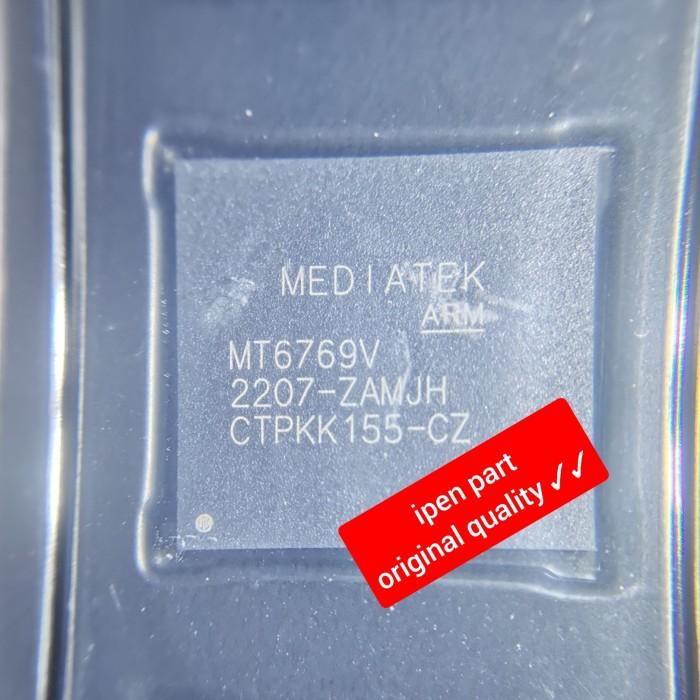 MEDIATEK
ARM
MT6769V
2207-ZAMJH
CTPKK155-CZ
ipen part
original quality ✓✓